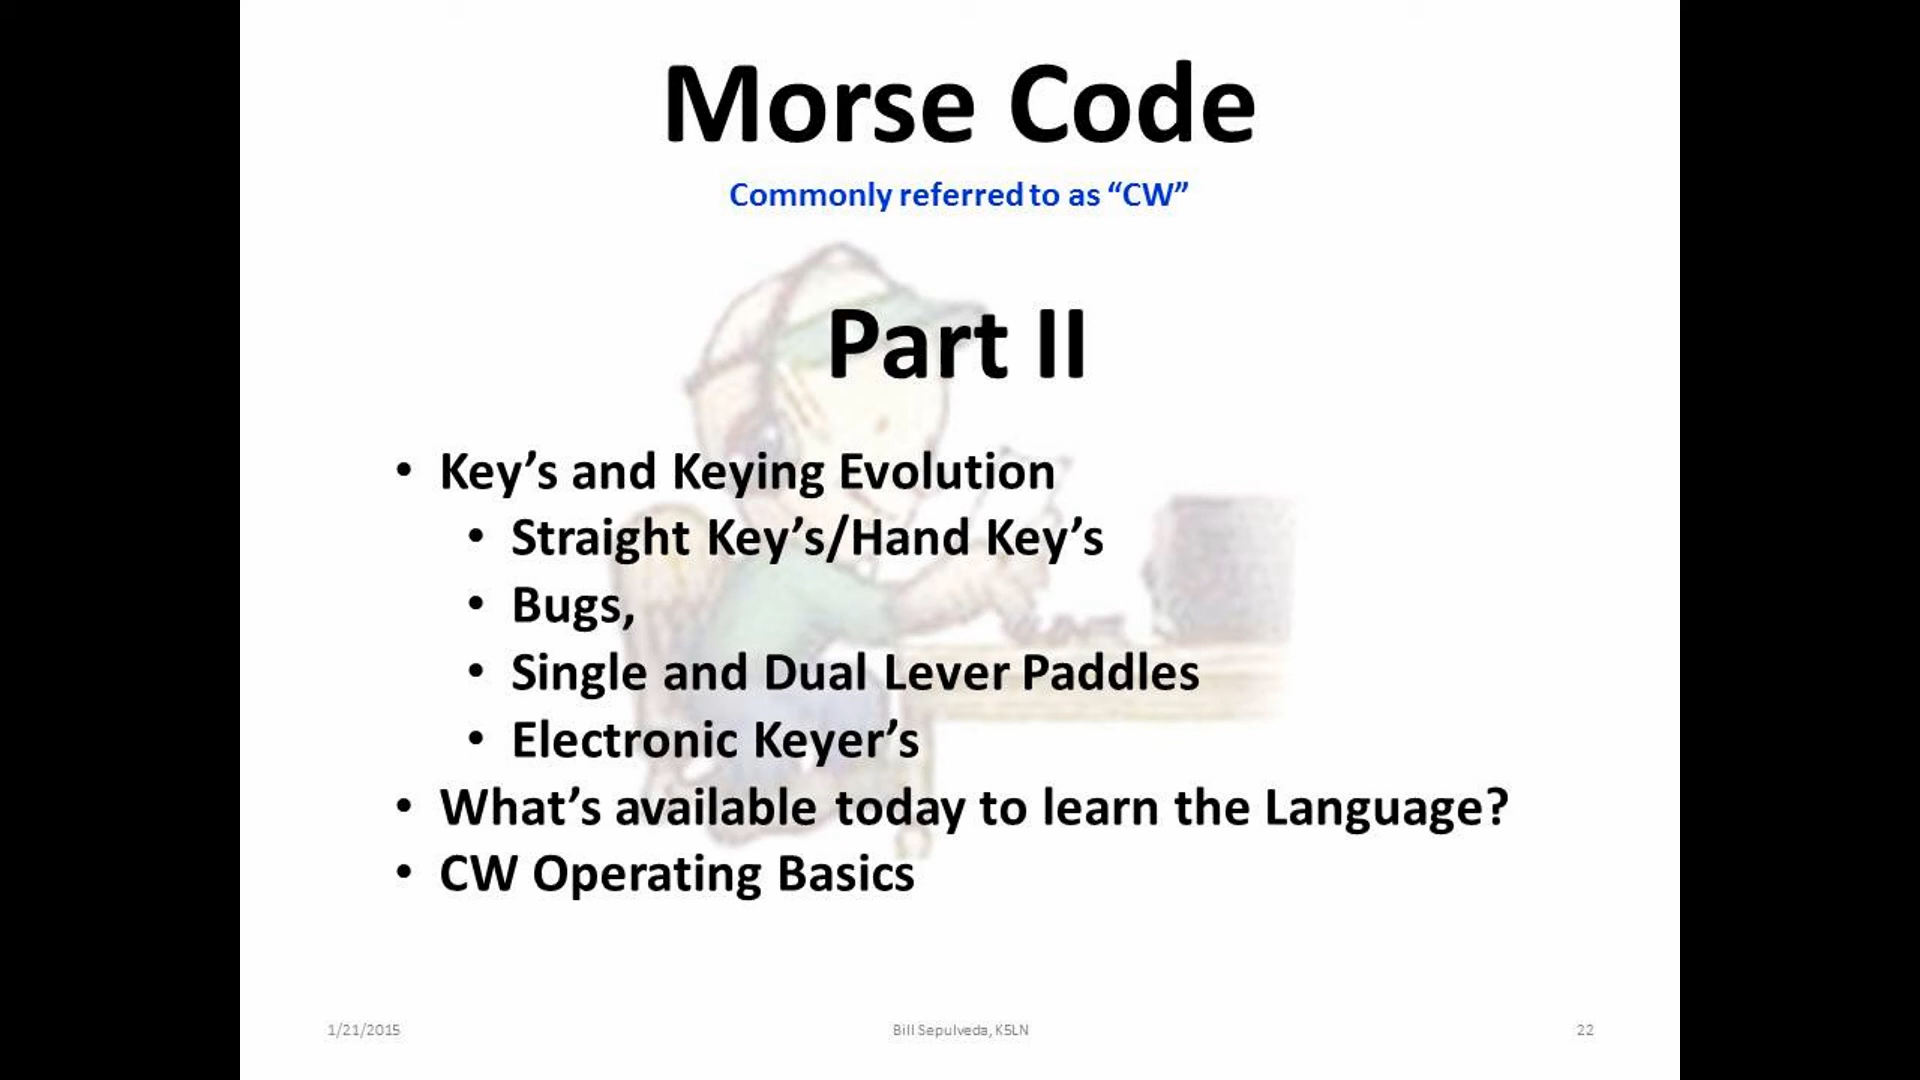 Morse Code
Commonly referred to as “CW”
Part II
• Key’s and Keying Evolution
• Straight Key’s/Hand Key’s
• Bugs,
• Single and Dual Lever Paddles
• Electronic Keyer’s
• What’s available today to learn the Language?
• CW Operating Basics
1/21/2015
Bill Sepulveda, K5LN
22